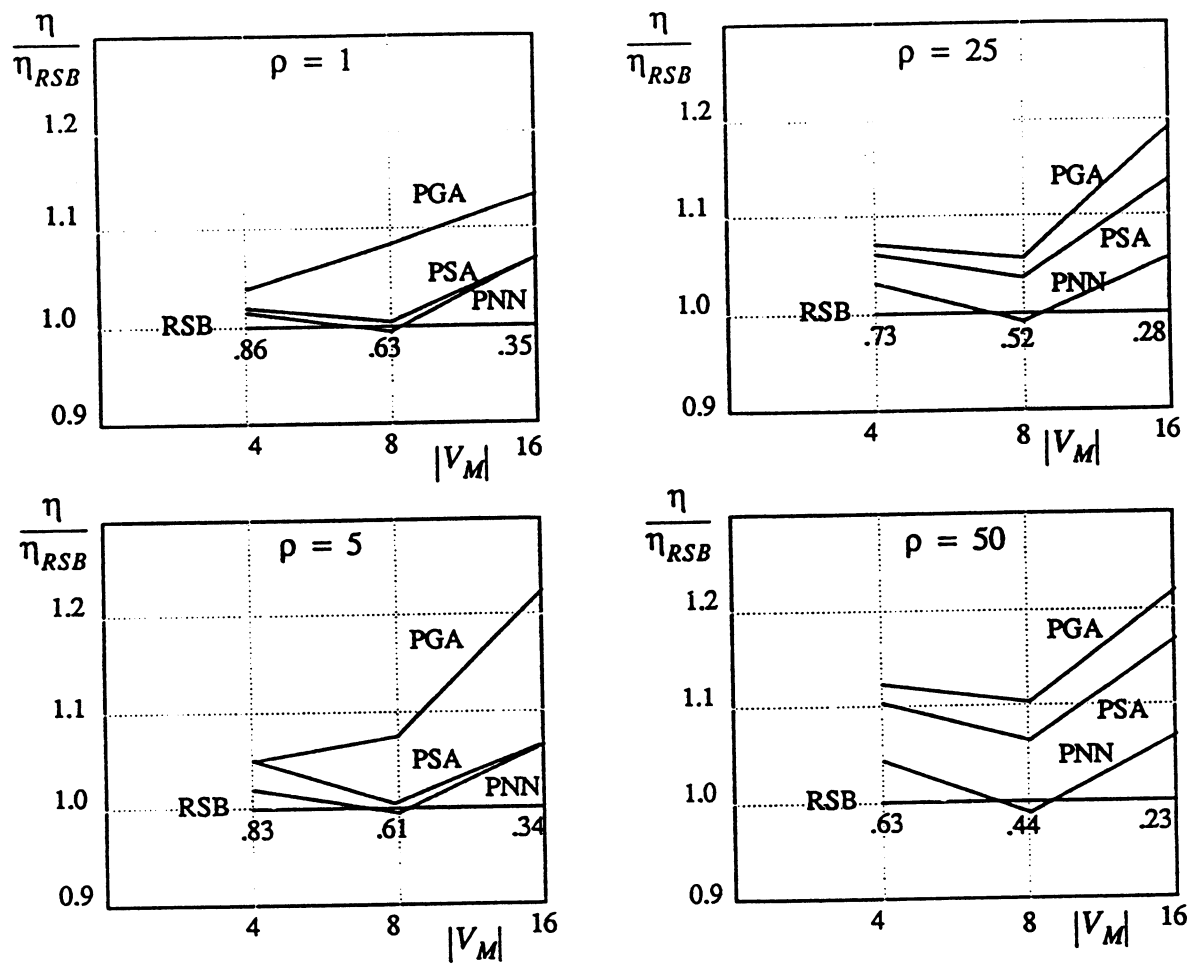 η
η_RSB
ρ = 1
1.2
1.1
1.0
0.9
PGA
PSA
PNN
RSB
.86
.63
.35
4
8
16
|V_M|
η
η_RSB
ρ = 25
1.2
1.1
1.0
0.9
PGA
PSA
PNN
RSB
.73
.52
.28
4
8
16
|V_M|
η
η_RSB
ρ = 5
1.2
1.1
1.0
0.9
PGA
PSA
PNN
RSB
.83
.61
.34
4
8
16
|V_M|
η
η_RSB
ρ = 50
1.2
1.1
1.0
0.9
PGA
PSA
PNN
RSB
.63
.44
.23
4
8
16
|V_M|